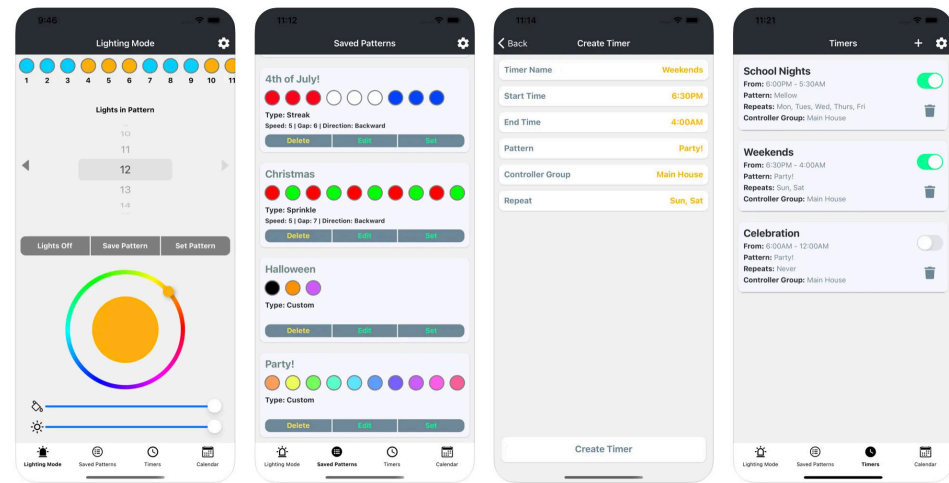 9:46
Lighting Mode
1 2 3 4 5 6 7 8 9 10 11
Lights in Pattern
10
11
12
13
14
Lights Off Save Pattern Set Pattern
Lighting Mode Saved Patterns Timers Calendar
11:12
Saved Patterns
4th of July!
Type: Streak
Speed: 5 | Gap: 6 | Direction: Backward
Delete Edit Set
Christmas
Type: Sprinkle
Speed: 5 | Gap: 7 | Direction: Backward
Delete Edit Set
Halloween
Type: Custom
Delete Edit Set
Party!
Type: Custom
Delete Edit Set
Lighting Mode Saved Patterns Timers Calendar
11:14
Back Create Timer
Timer Name Weekends
Start Time 6:30PM
End Time 4:00AM
Pattern Party!
Controller Group Main House
Repeat Sun, Sat
Create Timer
11:21
Timers
School Nights
From: 6:00PM - 5:30AM
Pattern: Mellow
Repeats: Mon, Tues, Wed, Thurs, Fri
Controller Group: Main House
Weekends
From: 6:30PM - 4:00AM
Pattern: Party!
Repeats: Sun, Sat
Controller Group: Main House
Celebration
From: 6:00AM - 12:00AM
Pattern: Party!
Repeats: Never
Controller Group: Main House
Lighting Mode Saved Patterns Timers Calendar